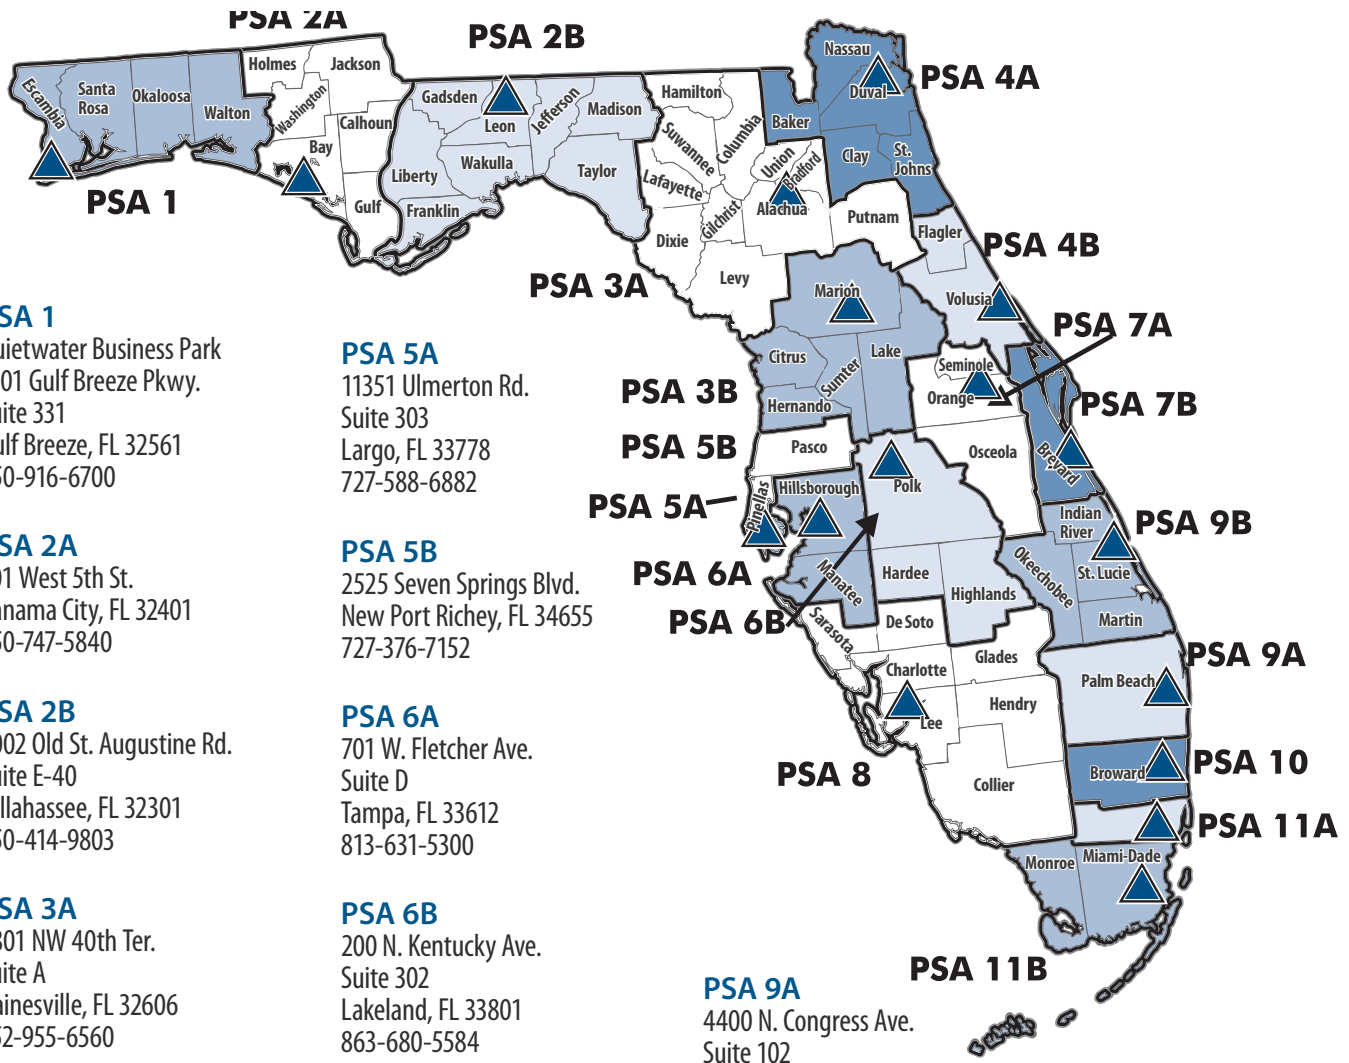 PSA 2A
PSA 2B
PSA 4A
PSA 1
PSA 3A
PSA 4B
PSA 7A
PSA 3B
PSA 7B
PSA 5B
PSA 5A
PSA 9B
PSA 6A
PSA 6B
PSA 9A
PSA 8
PSA 10
PSA 11A
PSA 11B
Escambia
Santa
Rosa
Okaloosa
Walton
Holmes
Jackson
Washington
Calhoun
Bay
Gulf
Gadsden
Leon
Jefferson
Madison
Liberty
Wakulla
Franklin
Taylor
Hamilton
Suwannee
Columbia
Lafayette
Union
Bradford
Gilchrist
Alachua
Dixie
Levy
Putnam
Nassau
Duval
Baker
Clay
St.
Johns
Flagler
Volusia
Marion
Citrus
Sumter
Lake
Hernando
Seminole
Orange
Osceola
Brevard
Pasco
Pinellas
Hillsborough
Polk
Manatee
Hardee
Highlands
Indian
River
Okeechobee
St. Lucie
Martin
Sarasota
De Soto
Charlotte
Glades
Lee
Hendry
Collier
Palm Beach
Broward
Monroe
Miami-Dade
SA 1
uietwater Business Park
01 Gulf Breeze Pkwy.
uite 331
ulf Breeze, FL 32561
50-916-6700
SA 2A
01 West 5th St.
anama City, FL 32401
50-747-5840
SA 2B
002 Old St. Augustine Rd.
uite E-40
allahassee, FL 32301
50-414-9803
SA 3A
801 NW 40th Ter.
uite A
ainesville, FL 32606
52-955-6560
PSA 5A
11351 Ulmerton Rd.
Suite 303
Largo, FL 33778
727-588-6882
PSA 5B
2525 Seven Springs Blvd.
New Port Richey, FL 34655
727-376-7152
PSA 6A
701 W. Fletcher Ave.
Suite D
Tampa, FL 33612
813-631-5300
PSA 6B
200 N. Kentucky Ave.
Suite 302
Lakeland, FL 33801
863-680-5584
PSA 9A
4400 N. Congress Ave.
Suite 102